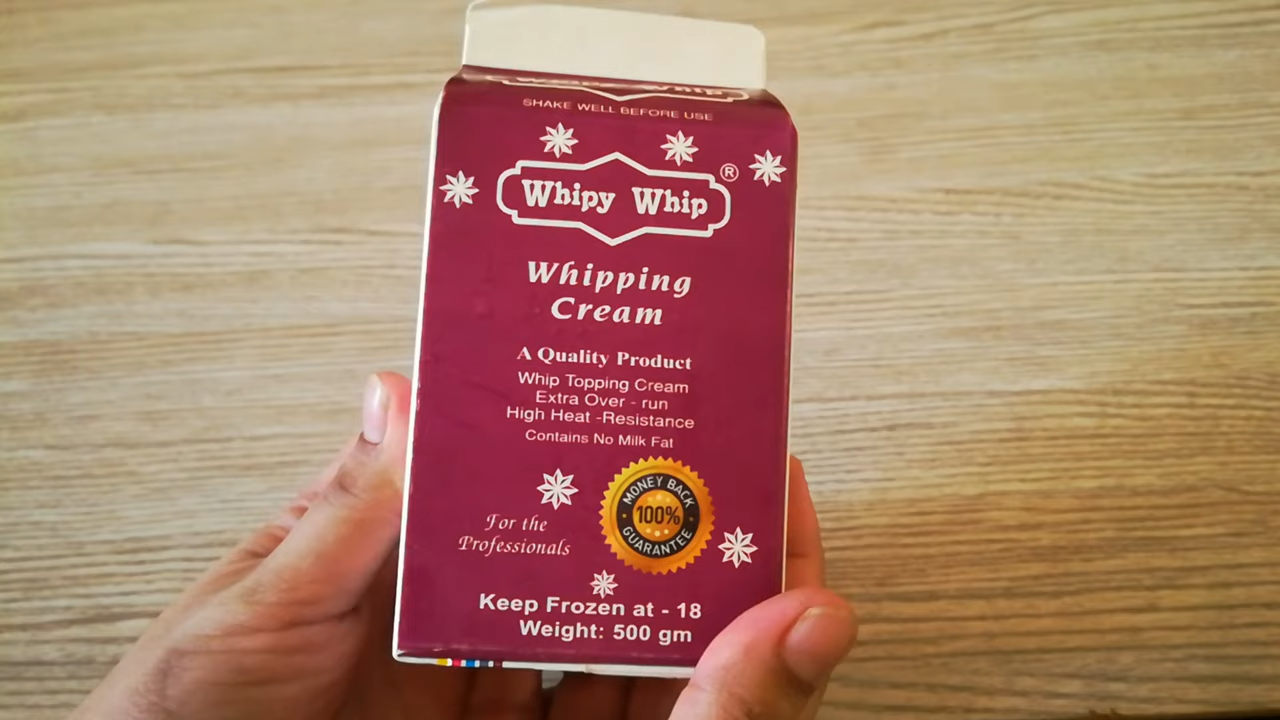 SHAKE WELL BEFORE USE
Whipy Whip ®
Whipping
Cream
A Quality Product
Whip Topping Cream
Extra Over - run
High Heat -Resistance
Contains No Milk Fat
MONEY BACK
100%
GUARANTEE
For the
Professionals
Keep Frozen at - 18
Weight: 500 gm